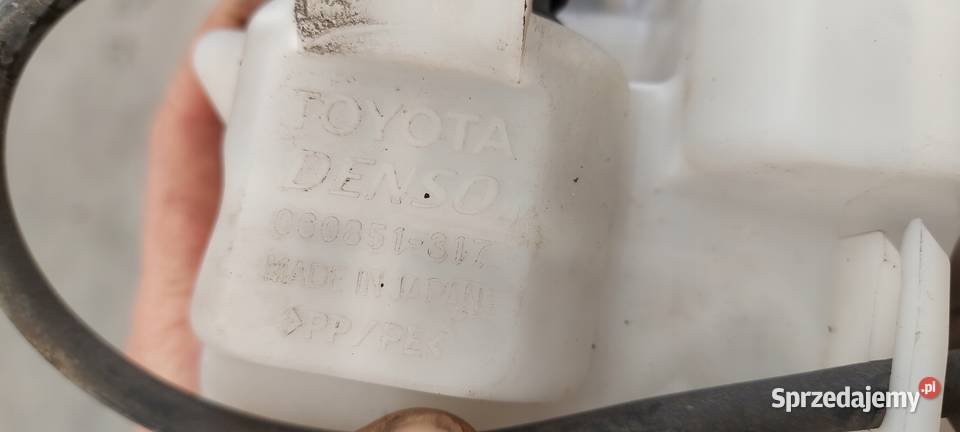 TOYOTA
DENSO
060851-317
MADE IN JAPAN
>PP/PE<
Sprzedajemy.pl